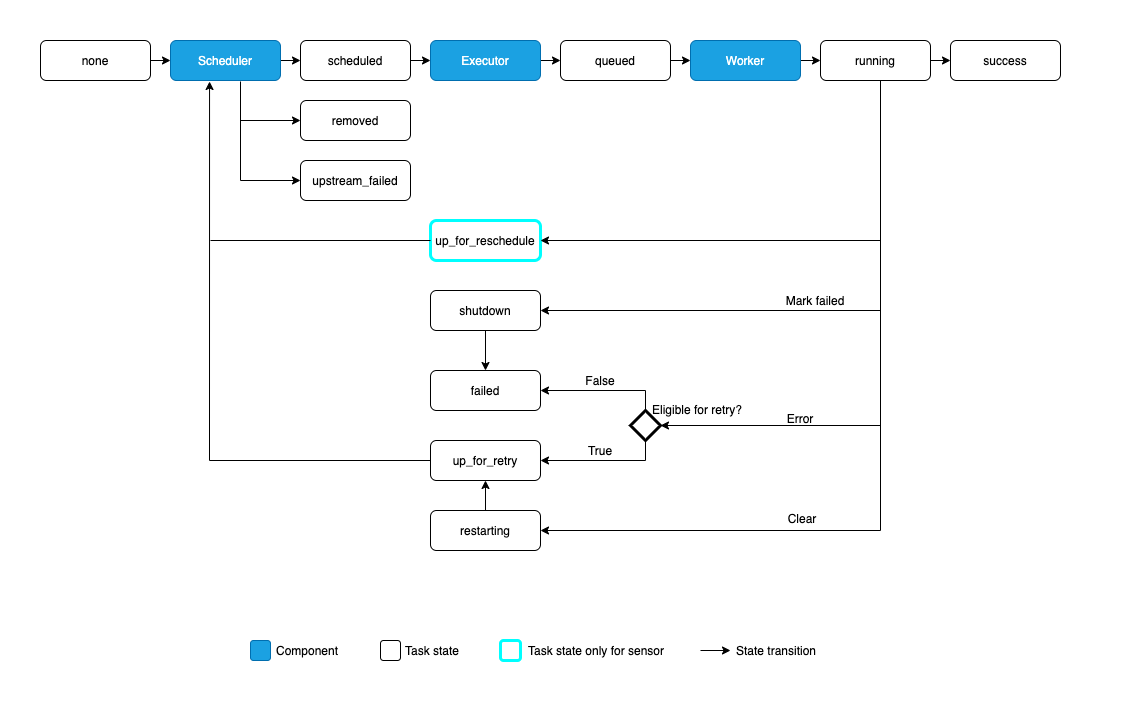 none
Scheduler
scheduled
Executor
queued
Worker
running
success
removed
upstream_failed
up_for_reschedule
Mark failed
shutdown
False
failed
Eligible for retry?
Error
True
up_for_retry
Clear
restarting
Component
Task state
Task state only for sensor
State transition